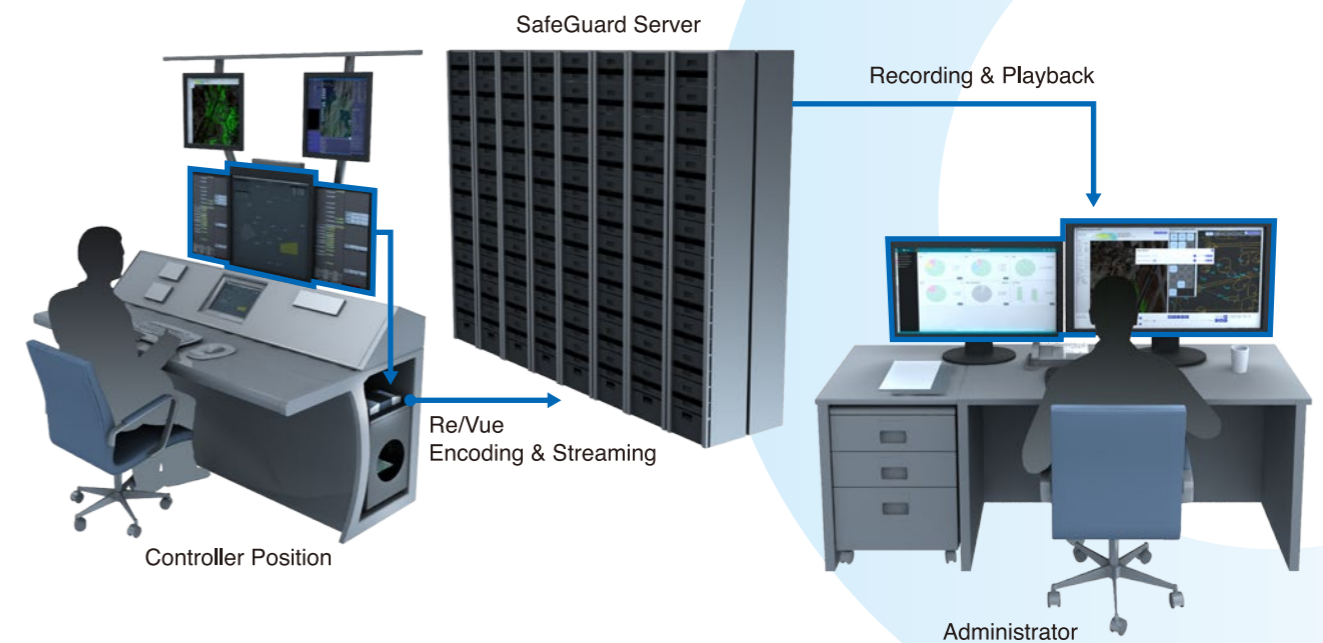 SafeGuard Server
Recording & Playback
Re/Vue
Encoding & Streaming
Controller Position
Administrator